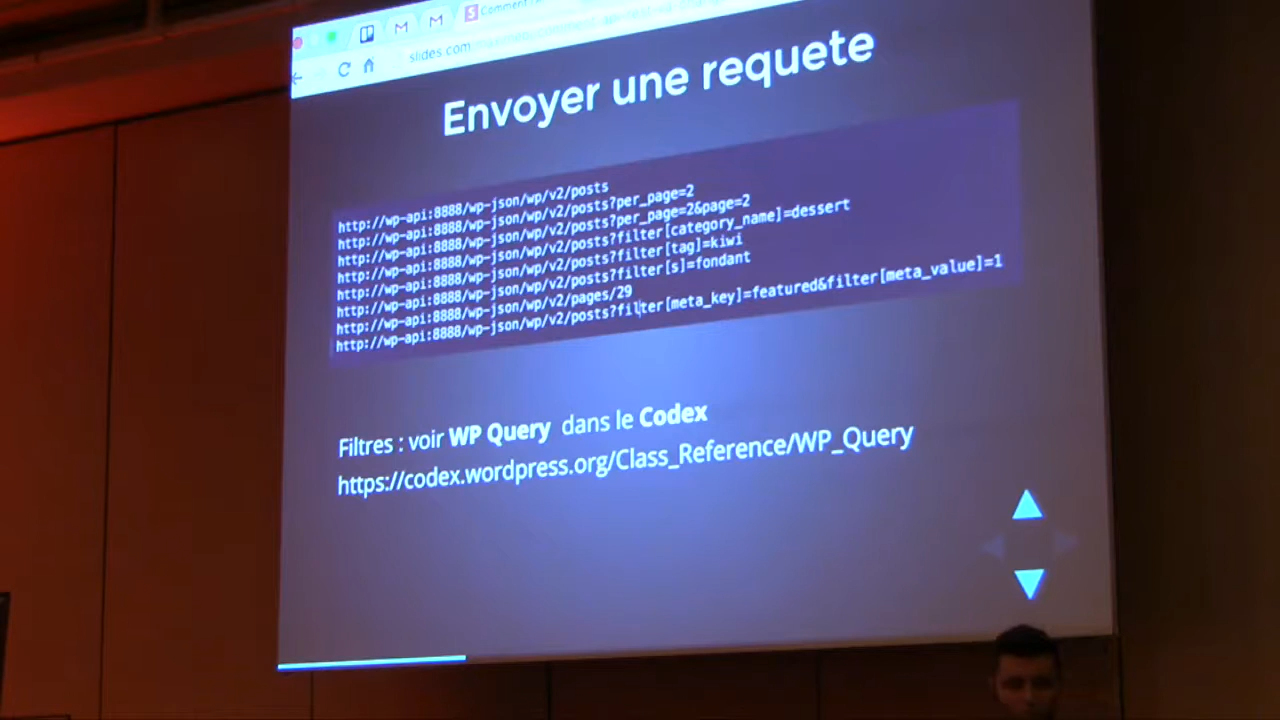 Comment
slides.com
Envoyer une requete
http://wp-api:8888/wp-json/wp/v2/posts
http://wp-api:8888/wp-json/wp/v2/posts?per_page=2
http://wp-api:8888/wp-json/wp/v2/posts?per_page=2&page=2
http://wp-api:8888/wp-json/wp/v2/posts?filter[category_name]=dessert
http://wp-api:8888/wp-json/wp/v2/posts?filter[tag]=kiwi
http://wp-api:8888/wp-json/wp/v2/posts?filter[s]=fondant
http://wp-api:8888/wp-json/wp/v2/pages/29
http://wp-api:8888/wp-json/wp/v2/posts?filter[meta_key]=featured&filter[meta_value]=1
Filtres : voir WP Query dans le Codex
https://codex.wordpress.org/Class_Reference/WP_Query